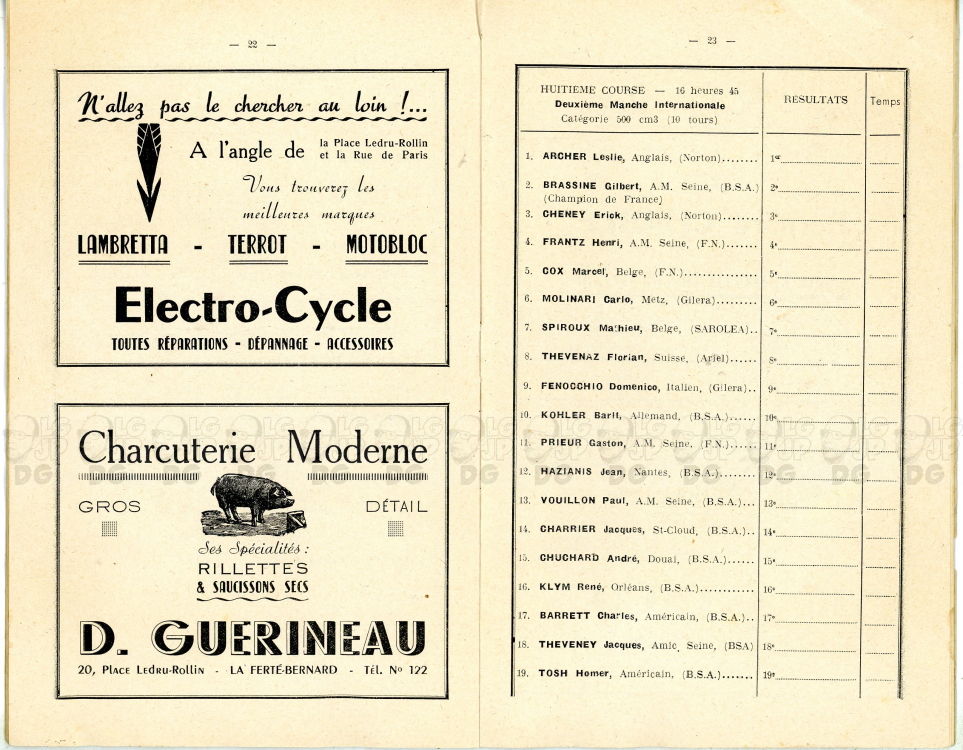 — 22 —
N'allez pas le chercher au loin !...
A l'angle de la Place Ledru-Rollin
et la Rue de Paris
Vous trouverez les
meilleures marques
LAMBRETTA - TERROT - MOTOBLOC
Electro-Cycle
TOUTES RÉPARATIONS - DÉPANNAGE - ACCESSOIRES
Charcuterie Moderne
GROS DÉTAIL
Ses Spécialités :
RILLETTES
& SAUCISSONS SECS
D. GUERINEAU
20, Place Ledru-Rollin - LA FERTÉ-BERNARD - Tél. No 122
— 23 —
HUITIEME COURSE — 16 heures 45
Deuxième Manche Internationale
Catégorie 500 cm3 (10 tours)
RESULTATS
Temps
1. ARCHER Leslie, Anglais, (Norton)........ 1er
2. BRASSINE Gilbert, A.M. Seine, (B.S.A.) 2e
(Champion de France)
3. CHENEY Erick, Anglais, (Norton)........ 3e
4. FRANTZ Henri, A.M. Seine, (F.N.)....... 4e
5. COX Marcel, Belge, (F.N.)............... 5e
6. MOLINARI Carlo, Metz, (Gilera)......... 6e
7. SPIROUX Mathieu, Belge, (SAROLEA).. 7e
8. THEVENAZ Florian, Suisse, (Ariel)...... 8e
9. FENOCCHIO Domenico, Italien, (Gilera).. 9e
10. KOHLER Barit, Allemand, (B.S.A.)..... 10e
11. PRIEUR Gaston, A.M. Seine, (F.N.).... 11e
12. HAZIANIS Jean, Nantes, (B.S.A.)...... 12e
13. VOUILLON Paul, A.M. Seine, (B.S.A.)... 13e
14. CHARRIER Jacques, St-Cloud, (B.S.A.).. 14e
15. CHUCHARD André, Douai, (B.S.A.)...... 15e
16. KLYM René, Orléans, (B.S.A.)............ 16e
17. BARRETT Charles, Américain, (B.S.A.).. 17e
18. THEVENEY Jacques, Amic Seine, (BSA) 18e
19. TOSH Homer, Américain, (B.S.A.)....... 19e